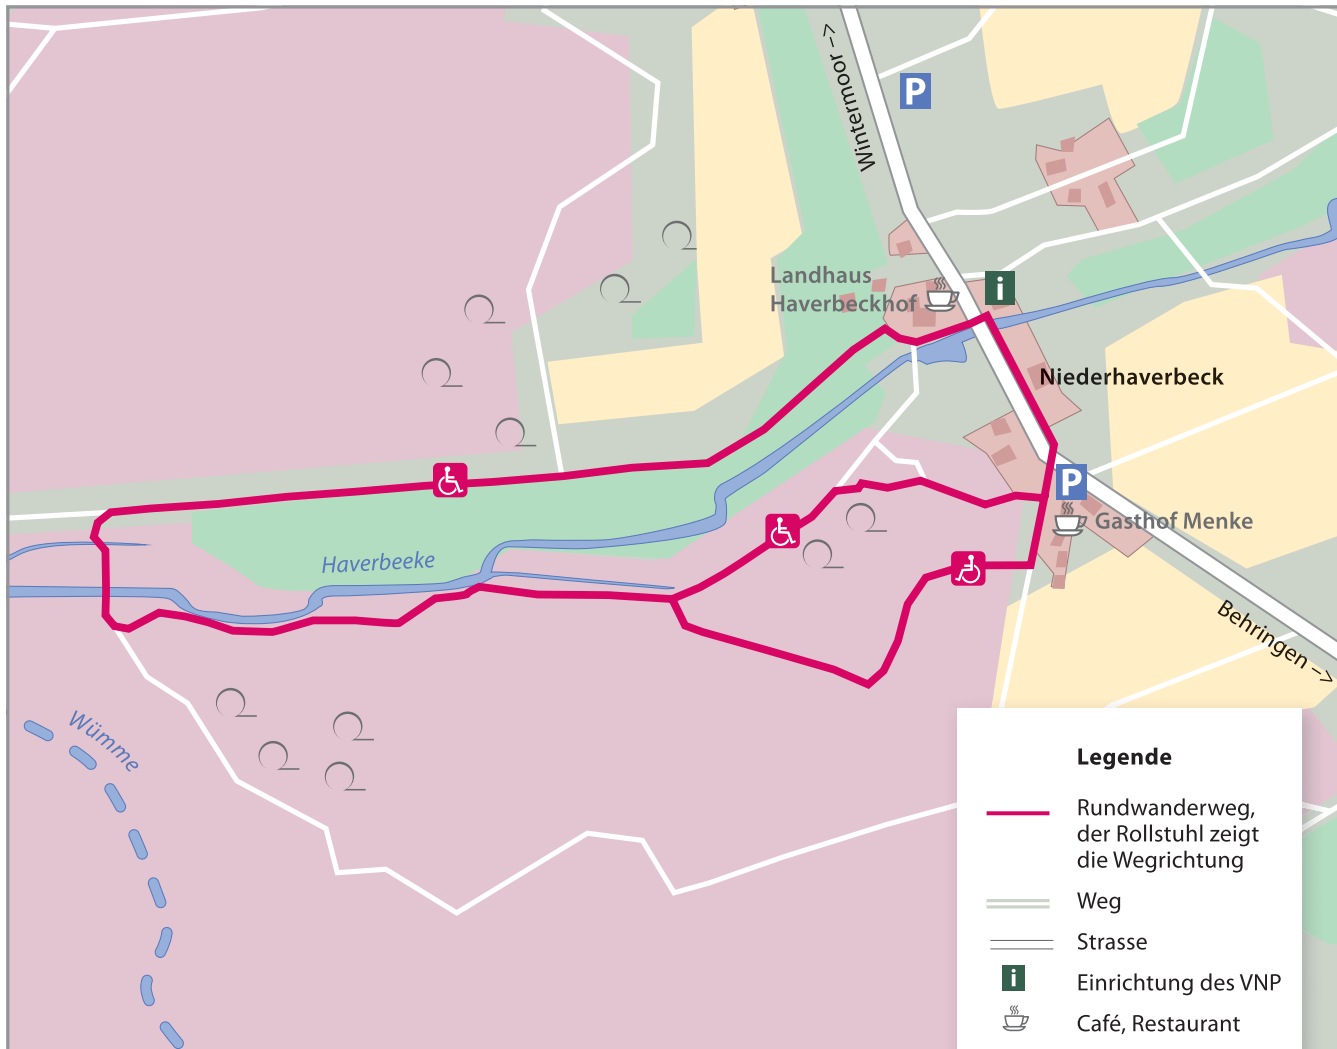 Wintermoor –>
P
Landhaus
Haverbeckhof
i
Niederhaverbeck
P
Gasthof Menke
Haverbeeke
Behringen –>
Wümme
Legende
Rundwanderweg,
der Rollstuhl zeigt
die Wegrichtung
Weg
Strasse
i Einrichtung des VNP
Café, Restaurant